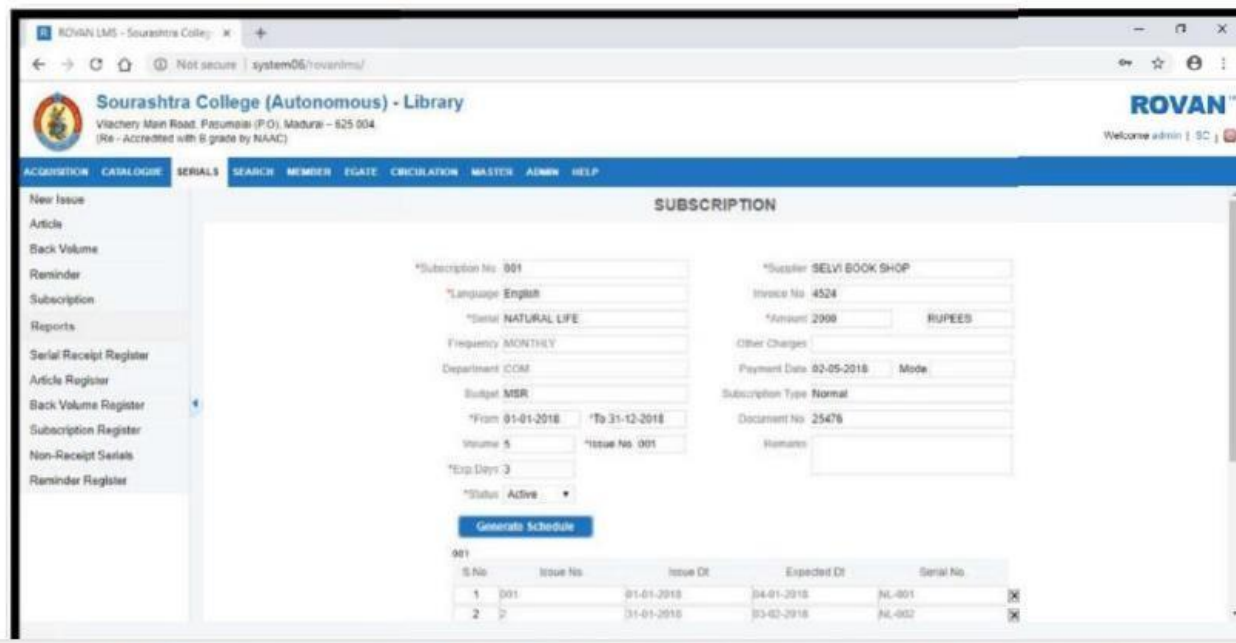 ROVAN LMS - Sourashtra Colleg
Not secure | system06/rovanlms/
Sourashtra College (Autonomous) - Library
Vilachery Main Road, Pasumalai (P.O), Madurai – 625 004
(Re - Accredited with B grade by NAAC)
ROVAN
Welcome admin | SC |
ACQUISITION CATALOGUE SERIALS SEARCH MEMBER EGATE CIRCULATION MASTER ADMIN HELP
New Issue
Article
Back Volume
Reminder
Subscription
Reports
Serial Receipt Register
Article Register
Back Volume Register
Subscription Register
Non-Receipt Serials
Reminder Register
SUBSCRIPTION
*Subscription No 001 *Supplier SELVI BOOK SHOP
*Language English Invoice No 4524
*Serial NATURAL LIFE *Amount 2000 RUPEES
Frequency MONTHLY Other Charges
Department COM Payment Date 02-05-2018 Mode
Budget MSR Subscription Type Normal
*From 01-01-2018 *To 31-12-2018 Document No 25476
Volume 5 *Issue No 001 Remarks
*Exp Days 3
*Status Active
Generate Schedule
001
S.No Issue No Issue Dt Expected Dt Serial No
1 001 01-01-2018 04-01-2018 NL-001
2 2 31-01-2018 03-02-2018 NL-002